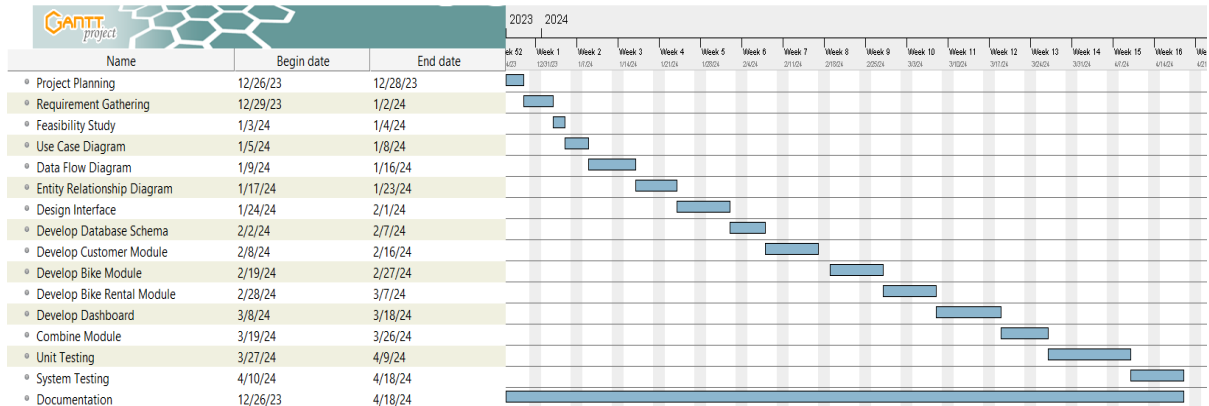 GANTT project
2023 2024
ek 52 Week 1 Week 2 Week 3 Week 4 Week 5 Week 6 Week 7 Week 8 Week 9 Week 10 Week 11 Week 12 Week 13 Week 14 Week 15 Week 16 We
4/23 12/31/23 1/7/24 1/14/24 1/21/24 1/28/24 2/4/24 2/11/24 2/18/24 2/25/24 3/3/24 3/10/24 3/17/24 3/24/24 3/31/24 4/7/24 4/14/24 4/21
Name Begin date End date
Project Planning 12/26/23 12/28/23
Requirement Gathering 12/29/23 1/2/24
Feasibility Study 1/3/24 1/4/24
Use Case Diagram 1/5/24 1/8/24
Data Flow Diagram 1/9/24 1/16/24
Entity Relationship Diagram 1/17/24 1/23/24
Design Interface 1/24/24 2/1/24
Develop Database Schema 2/2/24 2/7/24
Develop Customer Module 2/8/24 2/16/24
Develop Bike Module 2/19/24 2/27/24
Develop Bike Rental Module 2/28/24 3/7/24
Develop Dashboard 3/8/24 3/18/24
Combine Module 3/19/24 3/26/24
Unit Testing 3/27/24 4/9/24
System Testing 4/10/24 4/18/24
Documentation 12/26/23 4/18/24